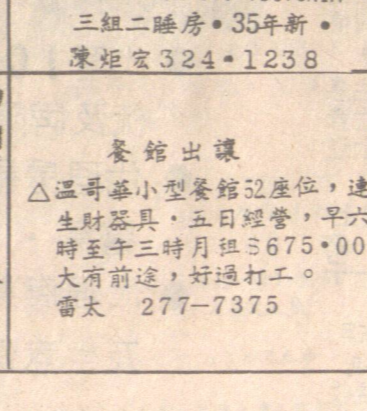 三組二睡房•35年新•
陳炬宏324•1238
餐館出讓
△溫哥華小型餐館52座位，連
生財器具•五日經營，早六
時至午三時月租$675•00
大有前途，好過打工。
雷太 277—7375